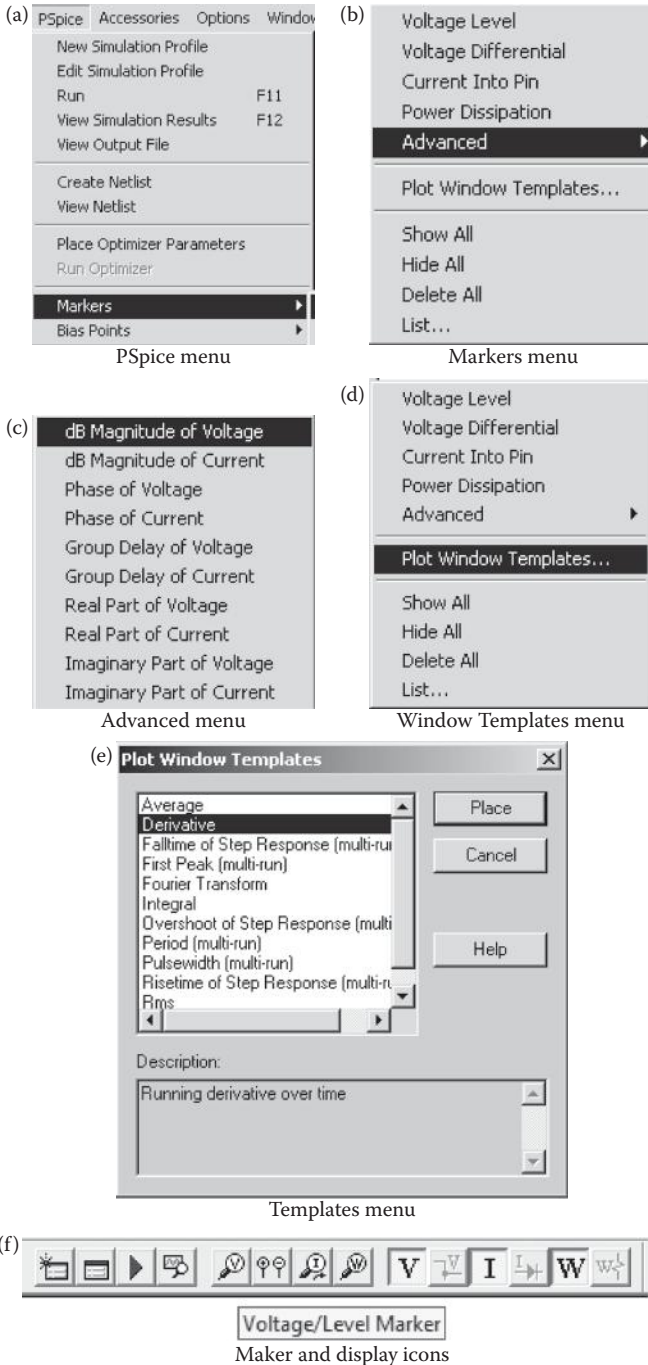 (a)
PSpice Accessories Options Window
New Simulation Profile
Edit Simulation Profile
Run F11
View Simulation Results F12
View Output File
Create Netlist
View Netlist
Place Optimizer Parameters
Run Optimizer
Markers
Bias Points
PSpice menu
(b)
Voltage Level
Voltage Differential
Current Into Pin
Power Dissipation
Advanced
Plot Window Templates...
Show All
Hide All
Delete All
List...
Markers menu
(c)
dB Magnitude of Voltage
dB Magnitude of Current
Phase of Voltage
Phase of Current
Group Delay of Voltage
Group Delay of Current
Real Part of Voltage
Real Part of Current
Imaginary Part of Voltage
Imaginary Part of Current
Advanced menu
(d)
Voltage Level
Voltage Differential
Current Into Pin
Power Dissipation
Advanced
Plot Window Templates...
Show All
Hide All
Delete All
List...
Window Templates menu
(e)
Plot Window Templates
Average
Derivative
Falltime of Step Response (multi-ru
First Peak (multi-run)
Fourier Transform
Integral
Overshoot of Step Response (multi
Period (multi-run)
Pulsewidth (multi-run)
Risetime of Step Response (multi-ru
Rms
Place
Cancel
Help
Description:
Running derivative over time
Templates menu
(f)
V I W V V I I W W
Voltage/Level Marker
Maker and display icons